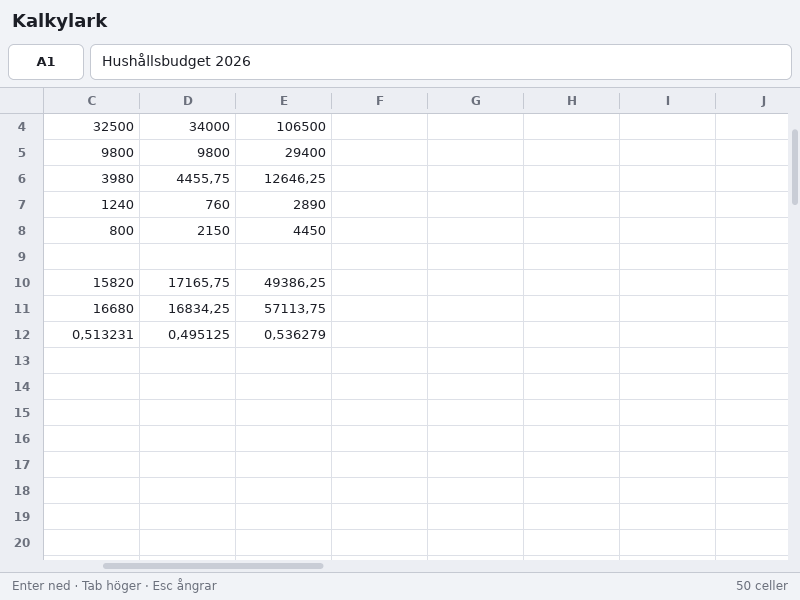 Kalkylark
A1 Hushållsbudget 2026
C D E F G H I J
4 32500 34000 106500
5 9800 9800 29400
6 3980 4455,75 12646,25
7 1240 760 2890
8 800 2150 4450
9
10 15820 17165,75 49386,25
11 16680 16834,25 57113,75
12 0,513231 0,495125 0,536279
13
14
15
16
17
18
19
20
Enter ned · Tab höger · Esc ångrar 50 celler